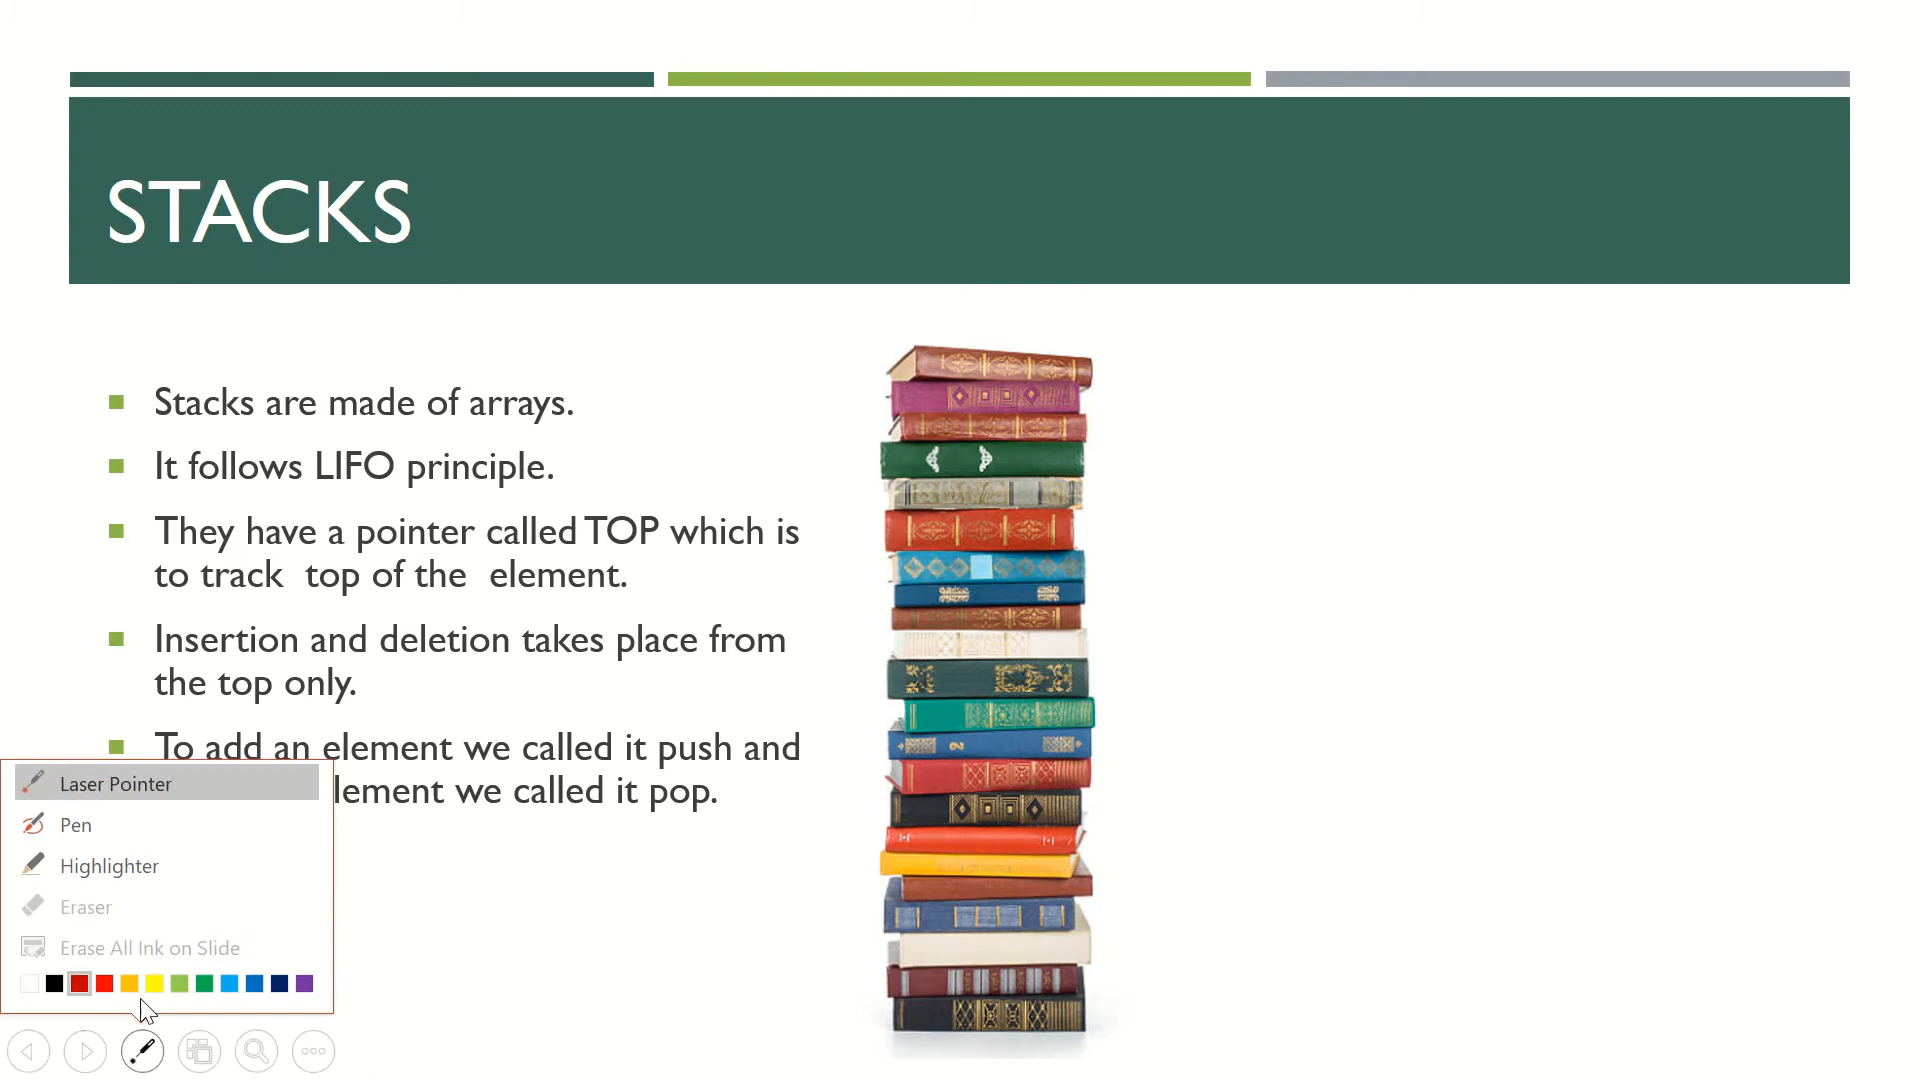 STACKS
Stacks are made of arrays.
It follows LIFO principle.
They have a pointer called TOP which is
to track top of the element.
Insertion and deletion takes place from
the top only.
To add an element we called it push and
lement we called it pop.
Laser Pointer
Pen
Highlighter
Eraser
Erase All Ink on Slide